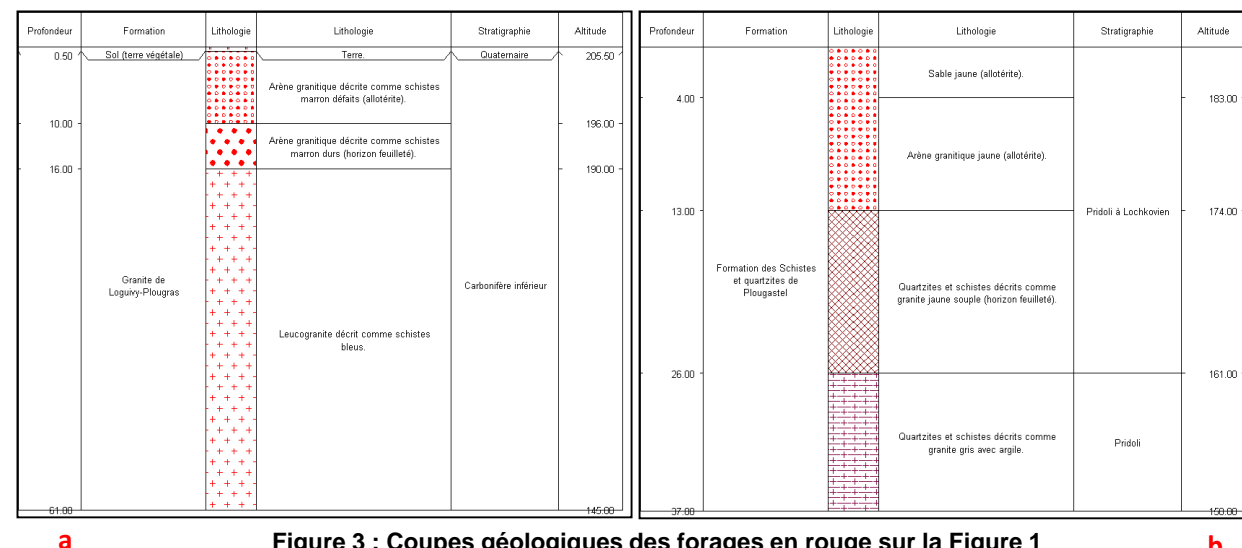 Profondeur Formation Lithologie Lithologie Stratigraphie Altitude
0.50 Sol (terre végétale) Terre. Quaternaire 205.50
Arène granitique décrite comme schistes
marron défaits (allotérite).
10.00 196.00
Arène granitique décrite comme schistes
marron durs (horizon feuilleté).
16.00 190.00
Granite de
Loguivy-Plougras
Carbonifère inférieur
Leucogranite décrit comme schistes
bleus.
61.00 145.00
Profondeur Formation Lithologie Lithologie Stratigraphie Altitude
Sable jaune (allotérite).
4.00 183.00
Arène granitique jaune (allotérite).
13.00 Pridoli à Lochkovien 174.00
Formation des Schistes
et quartzites de
Plougastel
Quartzites et schistes décrits comme
granite jaune souple (horizon feuilleté).
26.00 161.00
Quartzites et schistes décrits comme
granite gris avec argile.
Pridoli
37.00 150.00
a Figure 3 : Coupes géologiques des forages en rouge sur la Figure 1 b